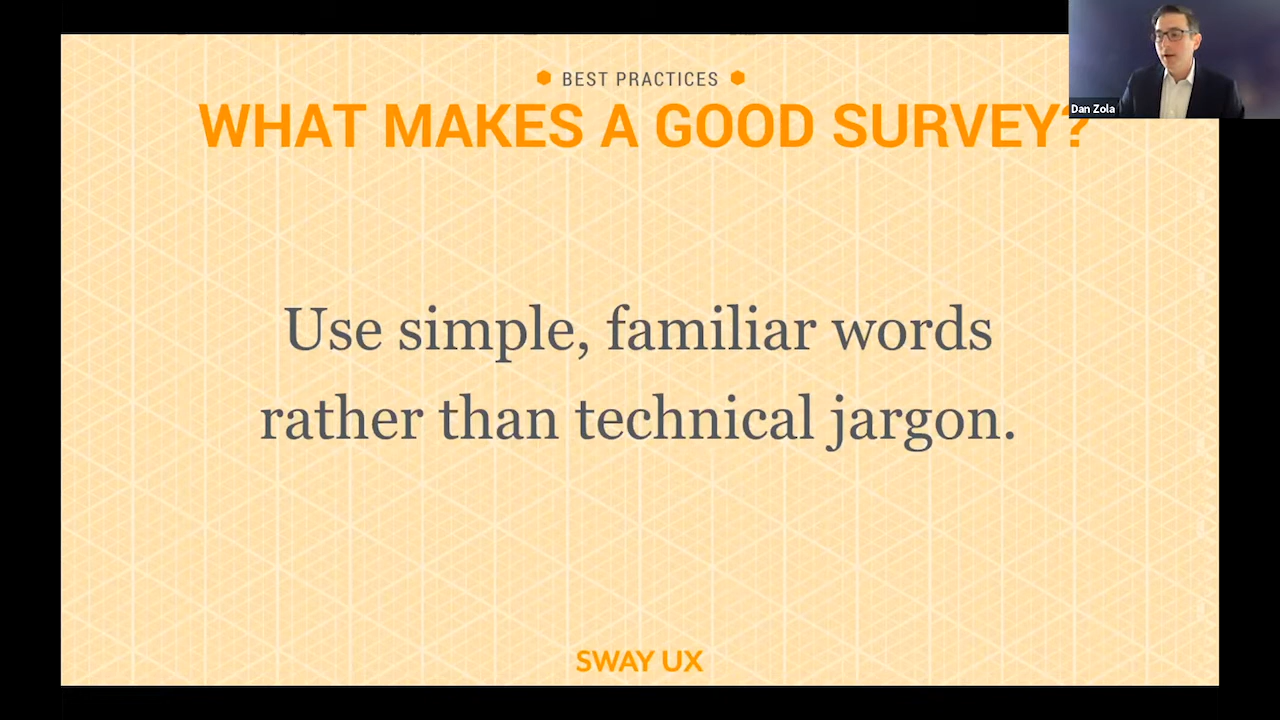 BEST PRACTICES
WHAT MAKES A GOOD SURVEY?
Dan Zola
Use simple, familiar words
rather than technical jargon.
SWAY UX